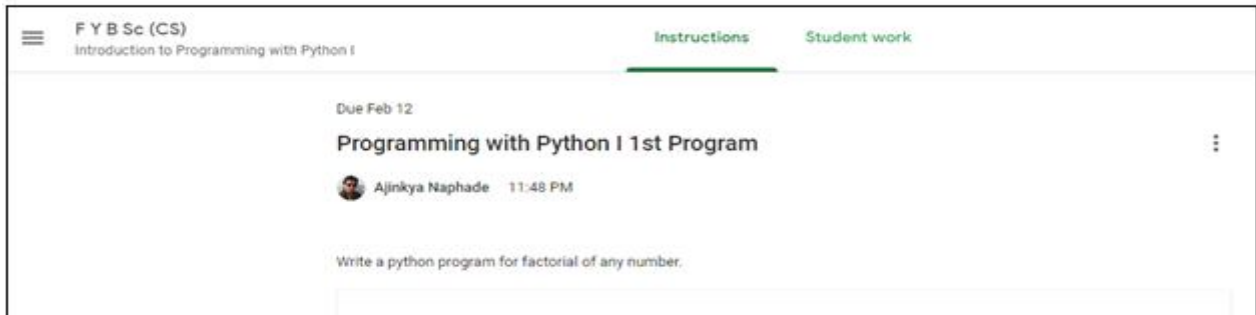 F Y B Sc (CS)
Introduction to Programming with Python I
Instructions Student work
Due Feb 12
Programming with Python I 1st Program
Ajinkya Naphade 11:48 PM
Write a python program for factorial of any number.